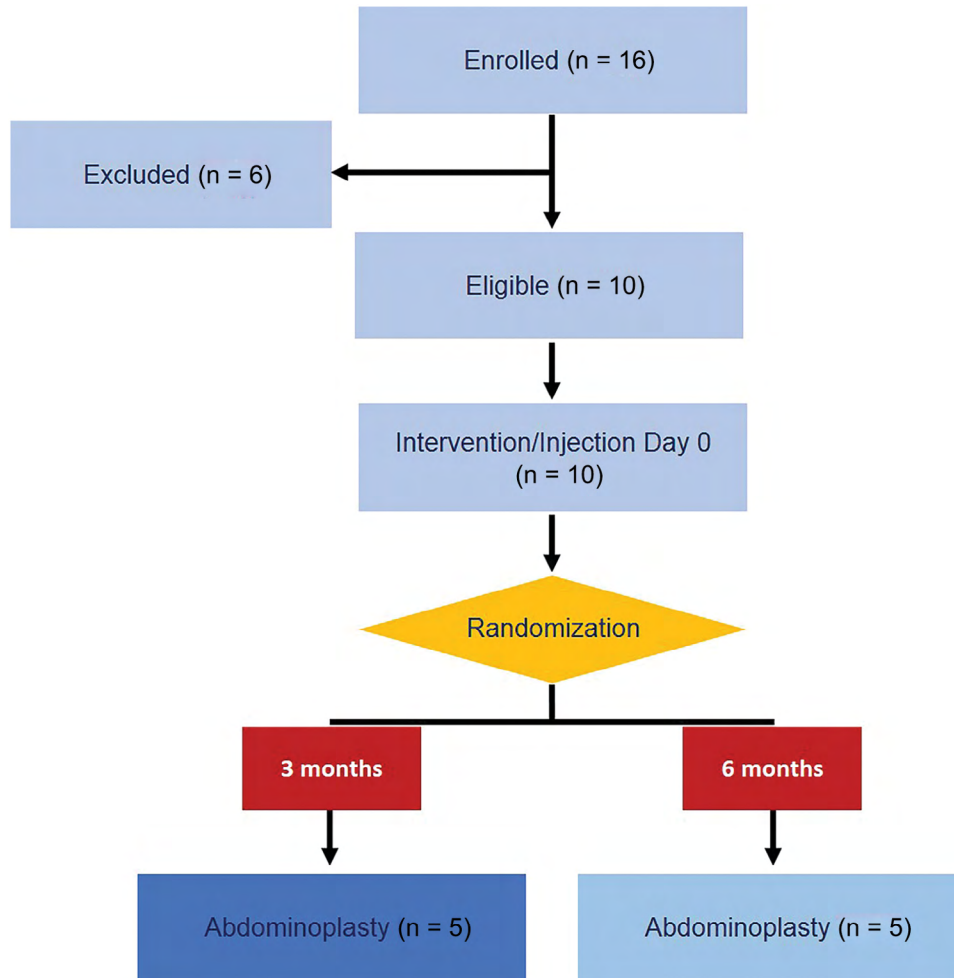 Enrolled (n = 16)
Excluded (n = 6)
Eligible (n = 10)
Intervention/Injection Day 0
(n = 10)
Randomization
3 months
6 months
Abdominoplasty (n = 5)
Abdominoplasty (n = 5)